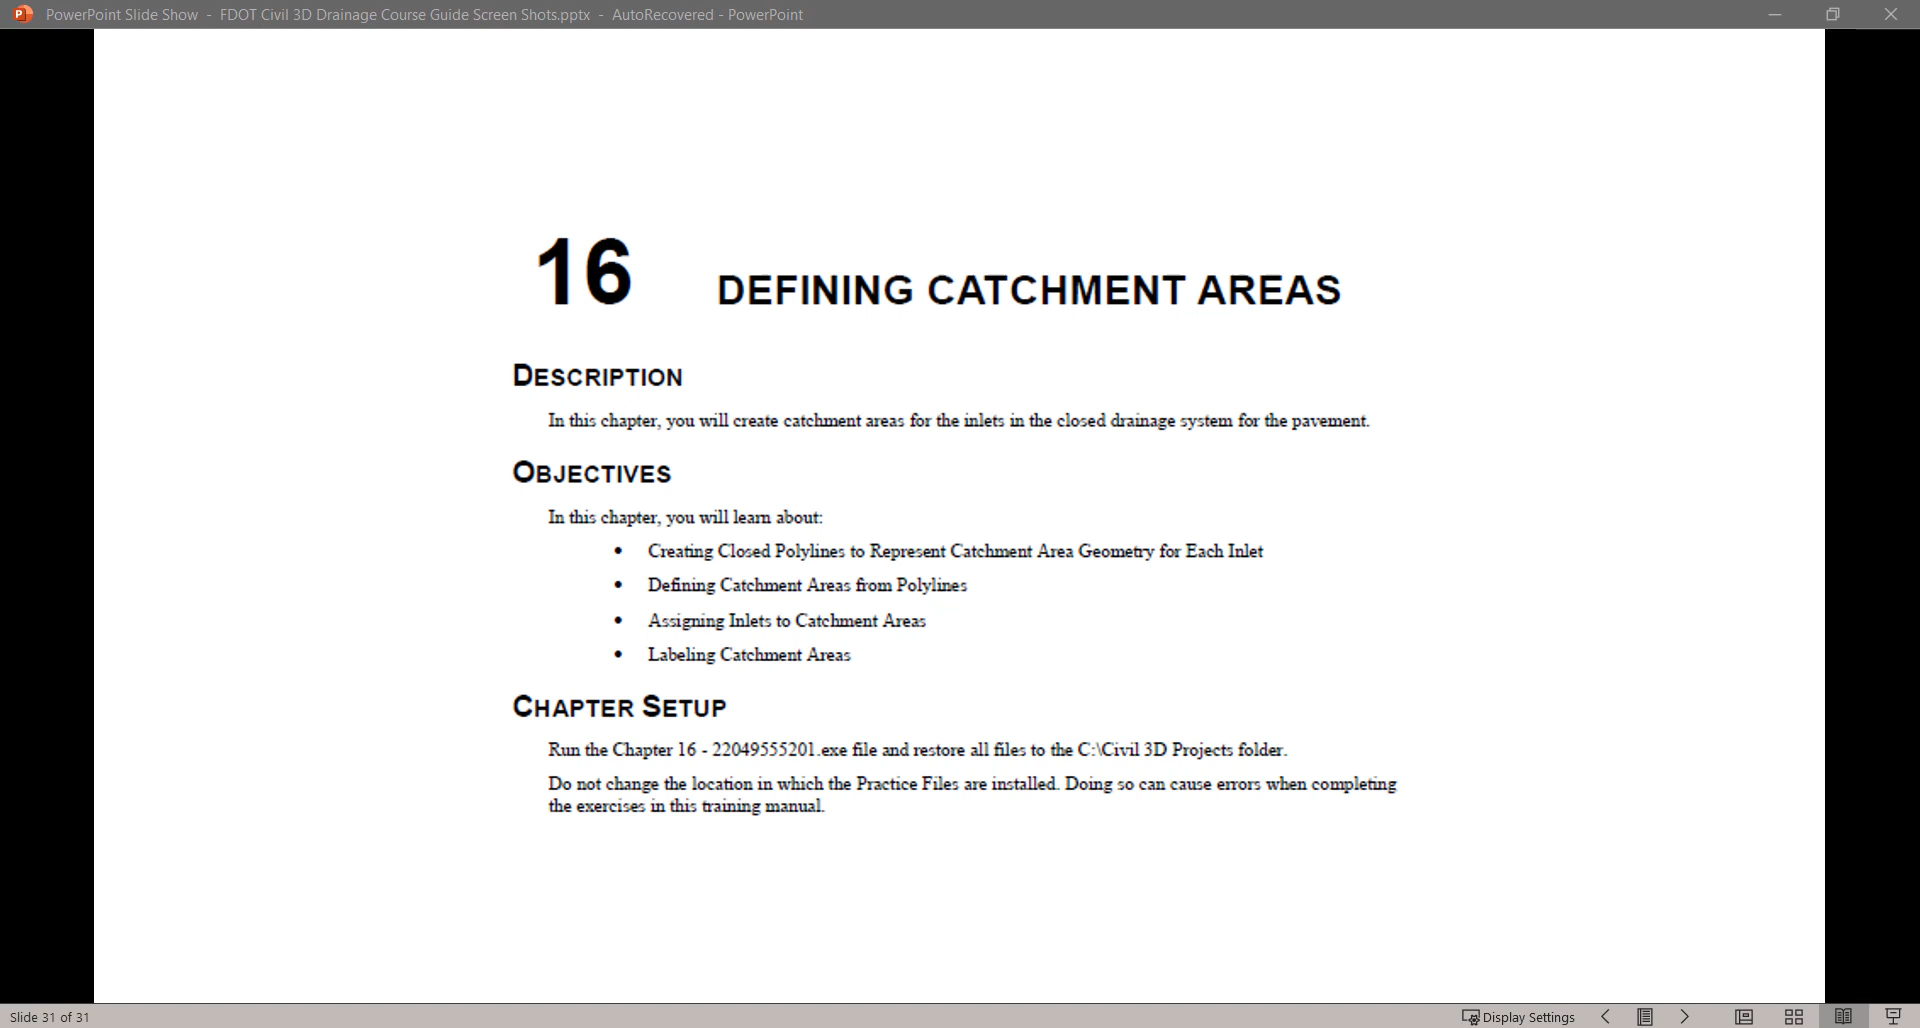 PowerPoint Slide Show - FDOT Civil 3D Drainage Course Guide Screen Shots.pptx - AutoRecovered - PowerPoint
16 DEFINING CATCHMENT AREAS
DESCRIPTION
In this chapter, you will create catchment areas for the inlets in the closed drainage system for the pavement.
OBJECTIVES
In this chapter, you will learn about:
• Creating Closed Polylines to Represent Catchment Area Geometry for Each Inlet
• Defining Catchment Areas from Polylines
• Assigning Inlets to Catchment Areas
• Labeling Catchment Areas
CHAPTER SETUP
Run the Chapter 16 - 22049555201.exe file and restore all files to the C:\Civil 3D Projects folder.
Do not change the location in which the Practice Files are installed. Doing so can cause errors when completing
the exercises in this training manual.
Slide 31 of 31
Display Settings